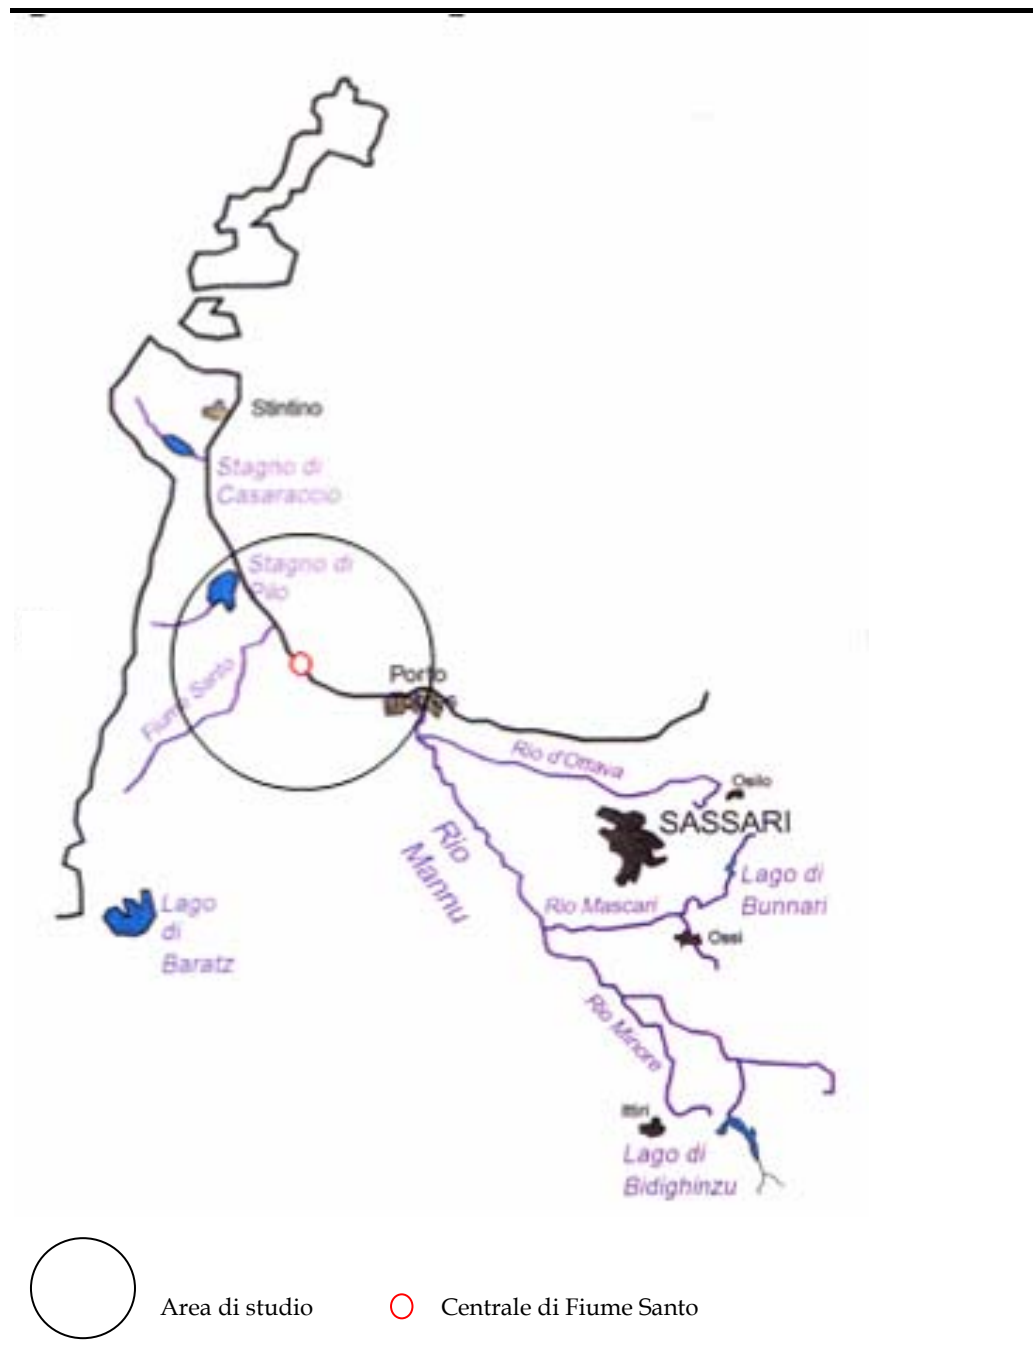 Stintino
Stagno di
Casaraccio
Stagno di
Pilo
Fiume Santo
Porto
Rio d'Ottava
Osilo
SASSARI
Rio
Mannu
Lago di
Bunnari
Rio Mascari
Ossi
Lago
di
Baratz
Rio Minore
Ittiri
Lago di
Bidighinzu
Area di studio
Centrale di Fiume Santo